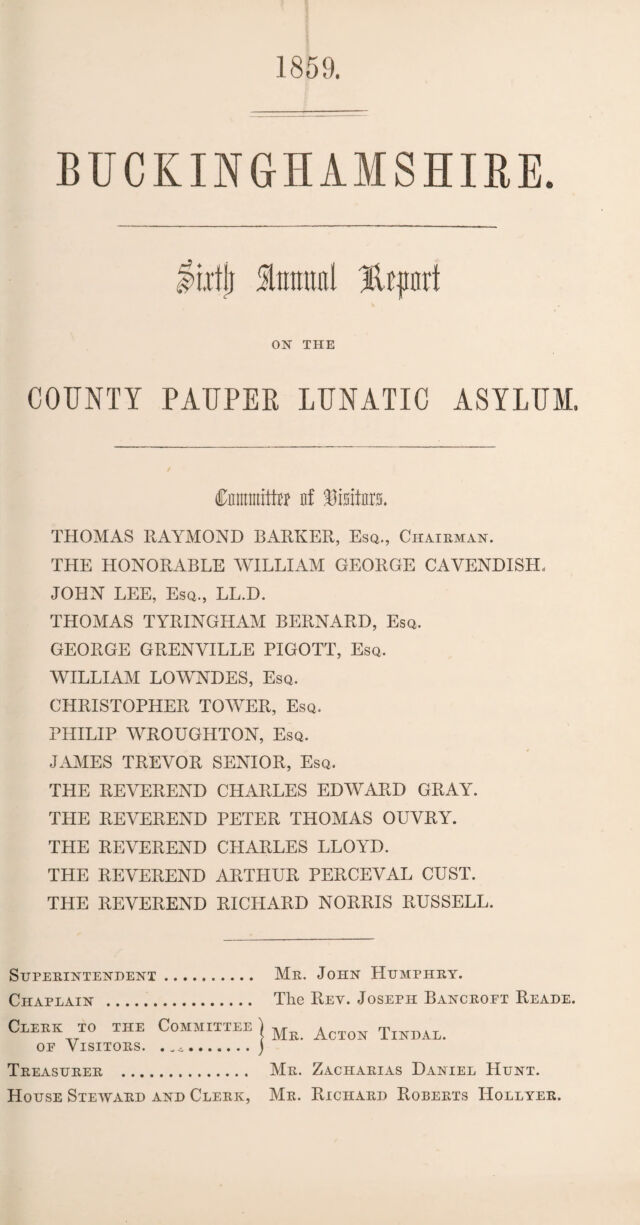 1859.
BUCKINGHAMSHIRE.
Sixth Annual Report
ON THE
COUNTY PAUPER LUNATIC ASYLUM.
Committee of Visitors.
THOMAS RAYMOND BARKER, Esq., Chairman.
THE HONORABLE WILLIAM GEORGE CAVENDISH.
JOHN LEE, Esq., LL.D.
THOMAS TYRINGHAM BERNARD, Esq.
GEORGE GRENVILLE PIGOTT, Esq.
WILLIAM LOWNDES, Esq.
CHRISTOPHER TOWER, Esq.
PHILIP WROUGHTON, Esq.
JAMES TREVOR SENIOR, Esq.
THE REVEREND CHARLES EDWARD GRAY.
THE REVEREND PETER THOMAS OUVRY.
THE REVEREND CHARLES LLOYD.
THE REVEREND ARTHUR PERCEVAL CUST.
THE REVEREND RICHARD NORRIS RUSSELL.
Superintendent .......... Mr. John Humphry.
Chaplain ................ The Rev. Joseph Bancroft Reade.
Clerk to the Committee of Visitors. .......... } Mr. Acton Tindal.
Treasurer .............. Mr. Zacharias Daniel Hunt.
House Steward and Clerk, Mr. Richard Roberts Hollyer.